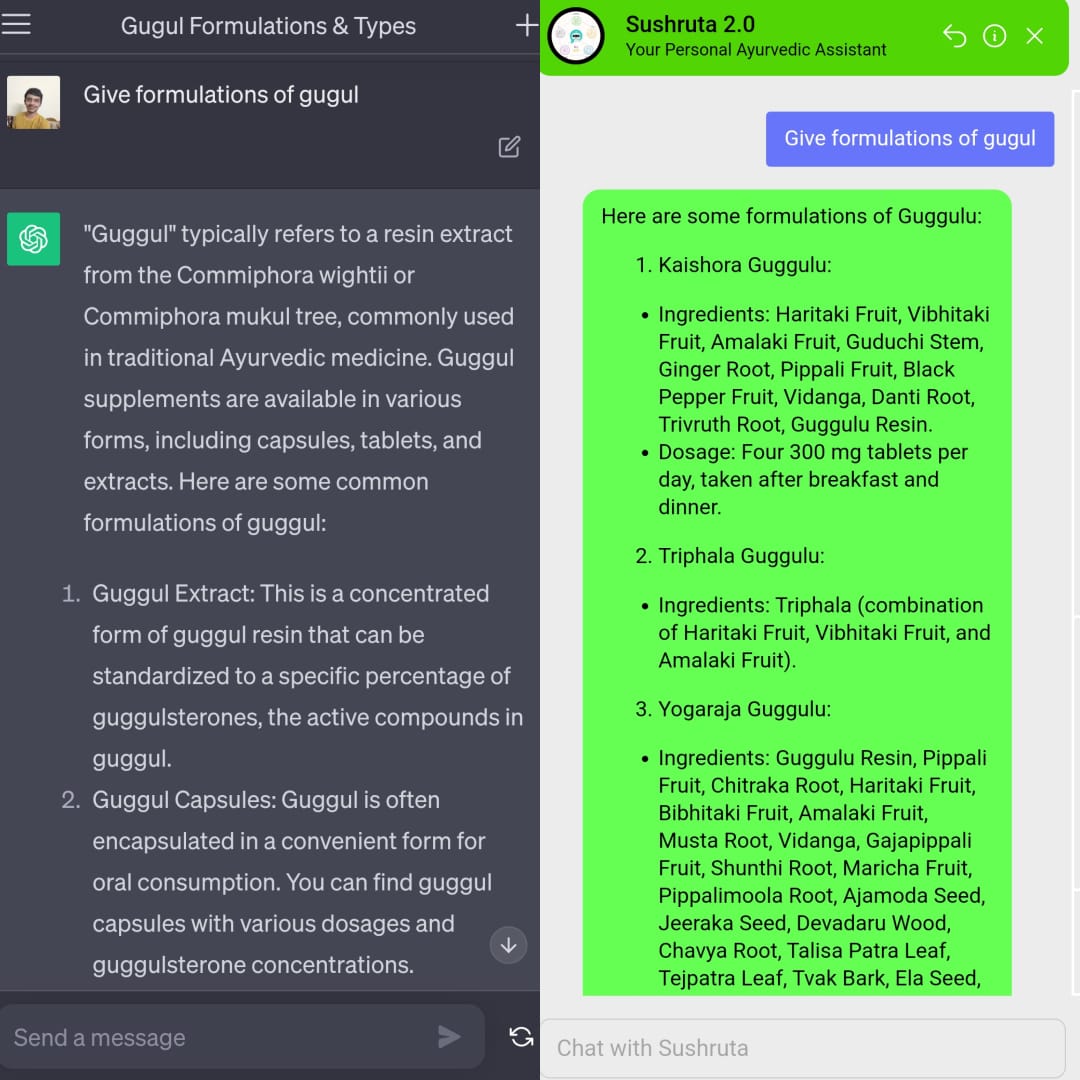 Gugul Formulations & Types
Give formulations of gugul
"Guggul" typically refers to a resin extract
from the Commiphora wightii or
Commiphora mukul tree, commonly used
in traditional Ayurvedic medicine. Guggul
supplements are available in various
forms, including capsules, tablets, and
extracts. Here are some common
formulations of guggul:
1. Guggul Extract: This is a concentrated
form of guggul resin that can be
standardized to a specific percentage of
guggulsterones, the active compounds in
guggul.
2. Guggul Capsules: Guggul is often
encapsulated in a convenient form for
oral consumption. You can find guggul
capsules with various dosages and
guggulsterone concentrations.
Send a message
Sushruta 2.0
Your Personal Ayurvedic Assistant
Give formulations of gugul
Here are some formulations of Guggulu:
1. Kaishora Guggulu:
• Ingredients: Haritaki Fruit, Vibhitaki
Fruit, Amalaki Fruit, Guduchi Stem,
Ginger Root, Pippali Fruit, Black
Pepper Fruit, Vidanga, Danti Root,
Trivruth Root, Guggulu Resin.
• Dosage: Four 300 mg tablets per
day, taken after breakfast and
dinner.
2. Triphala Guggulu:
• Ingredients: Triphala (combination
of Haritaki Fruit, Vibhitaki Fruit, and
Amalaki Fruit).
3. Yogaraja Guggulu:
• Ingredients: Guggulu Resin, Pippali
Fruit, Chitraka Root, Haritaki Fruit,
Bibhitaki Fruit, Amalaki Fruit,
Musta Root, Vidanga, Gajapippali
Fruit, Shunthi Root, Maricha Fruit,
Pippalimoola Root, Ajamoda Seed,
Jeeraka Seed, Devadaru Wood,
Chavya Root, Talisa Patra Leaf,
Tejpatra Leaf, Tvak Bark, Ela Seed,
Chat with Sushruta